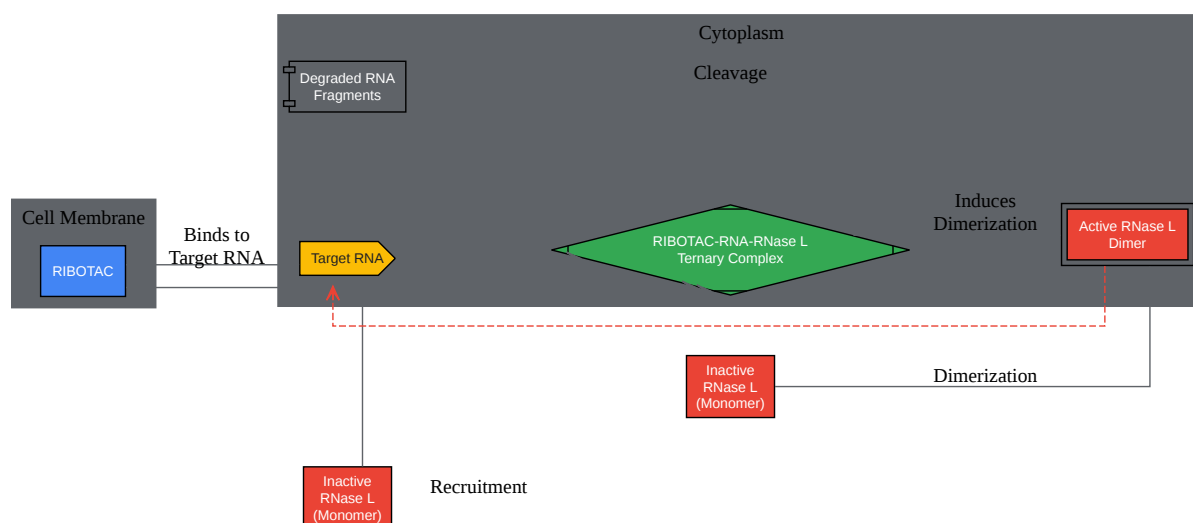 Cytoplasm
Cleavage
Degraded RNA
Fragments
Cell Membrane
RIBOTAC
Binds to
Target RNA
Target RNA
RIBOTAC-RNA-RNase L
Ternary Complex
Induces
Dimerization
Active RNase L
Dimer
Inactive
RNase L
(Monomer)
Dimerization
Inactive
RNase L
(Monomer)
Recruitment